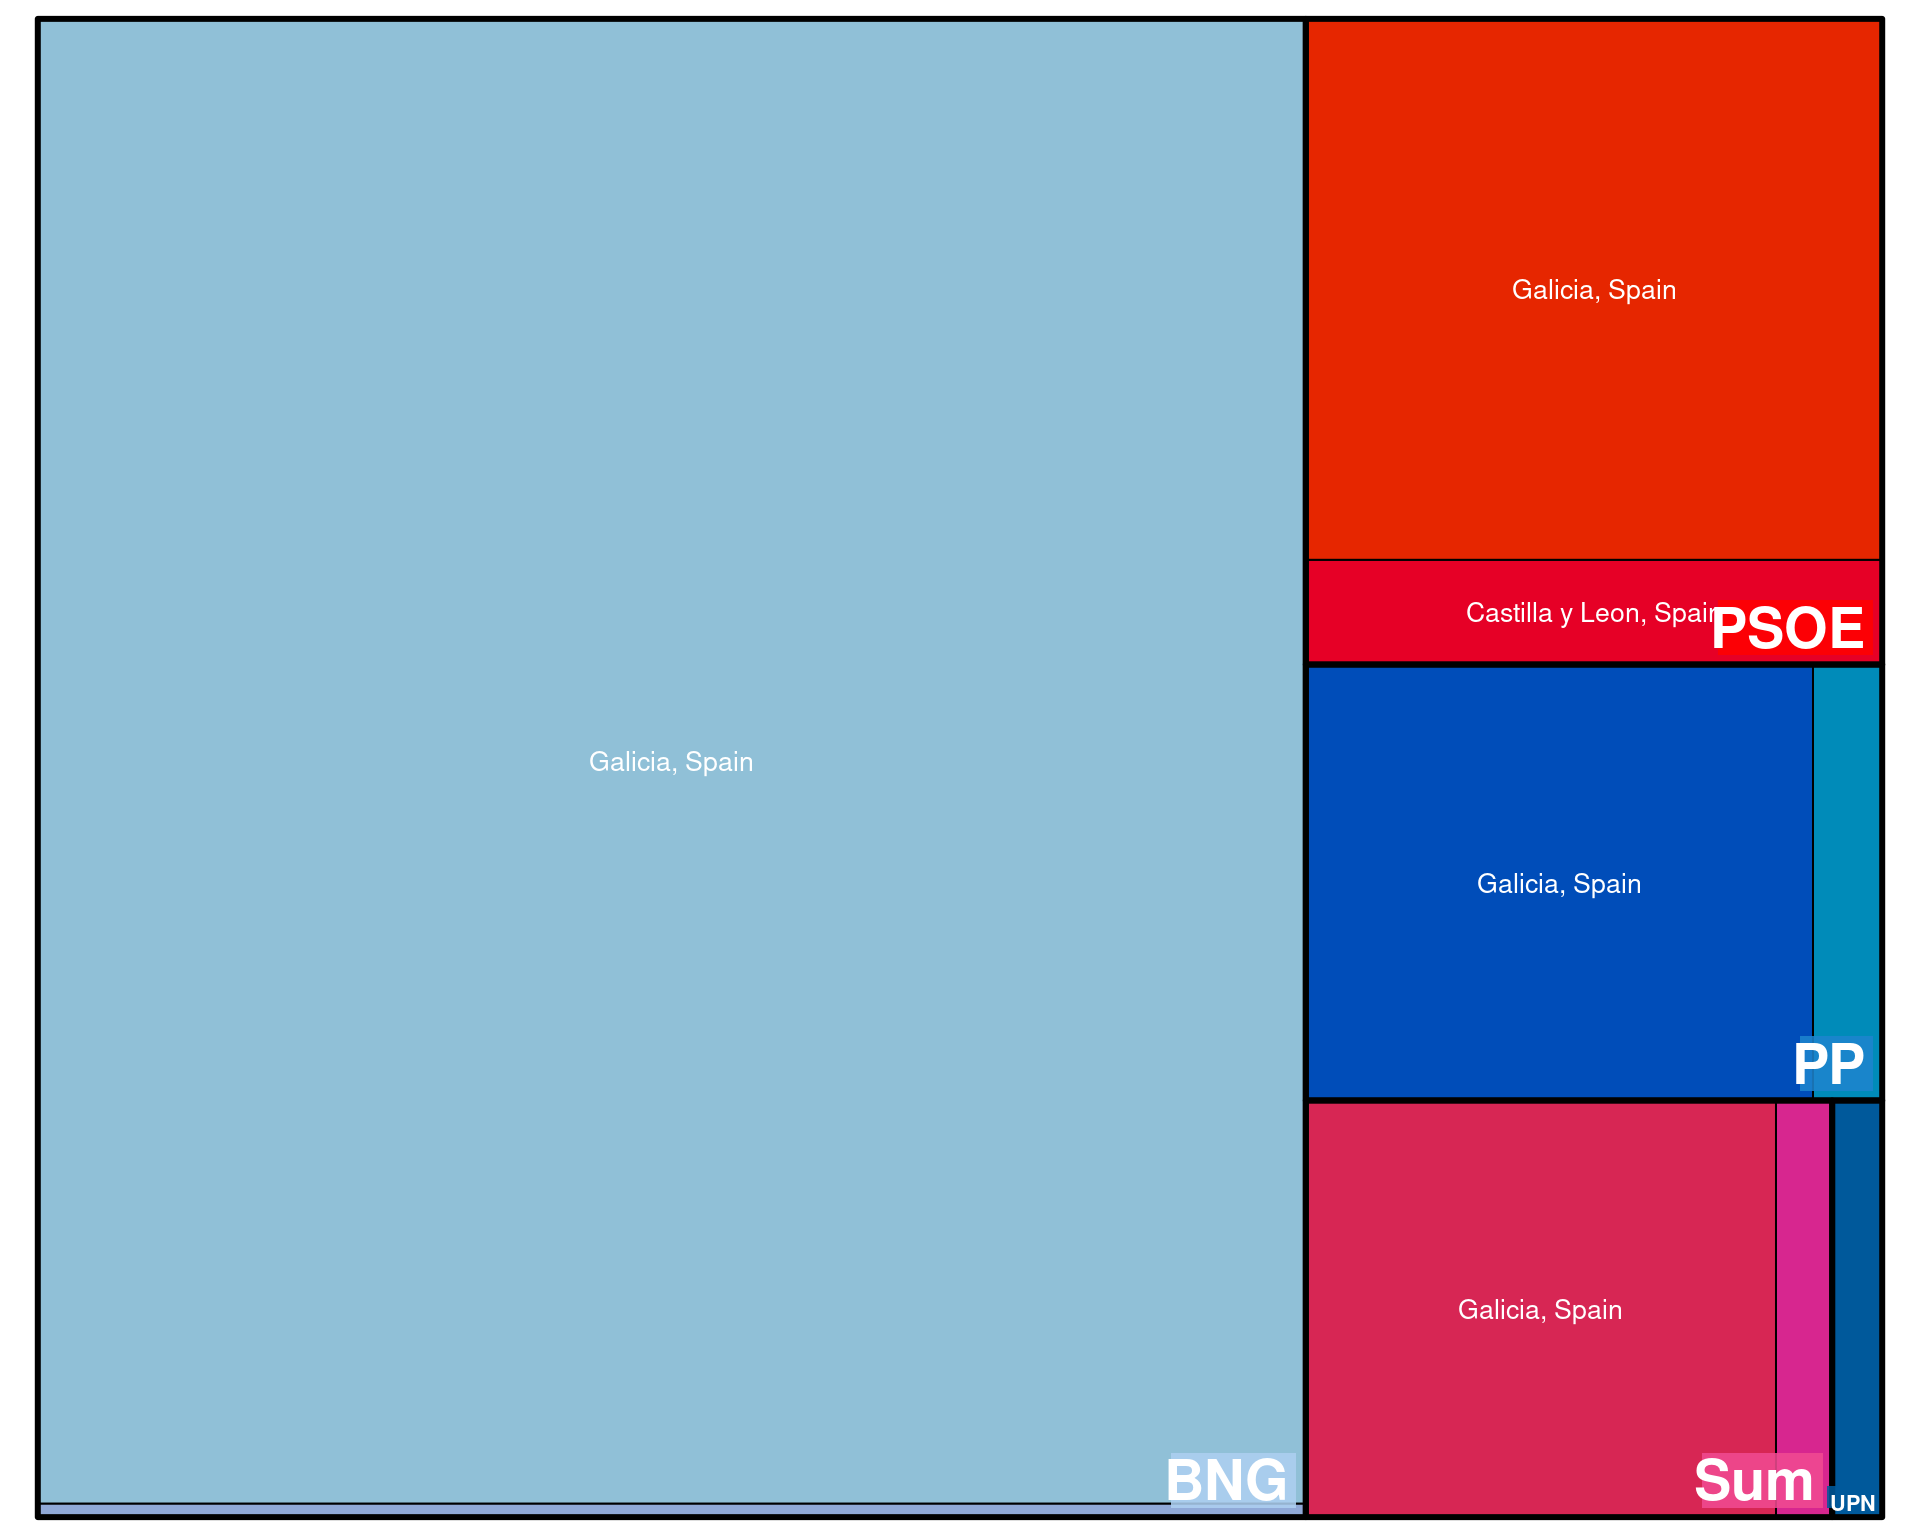 Galicia, Spain
BNG
Galicia, Spain
Castilla y Leon, Spain
PSOE
Galicia, Spain
PP
Galicia, Spain
Sum
UPN